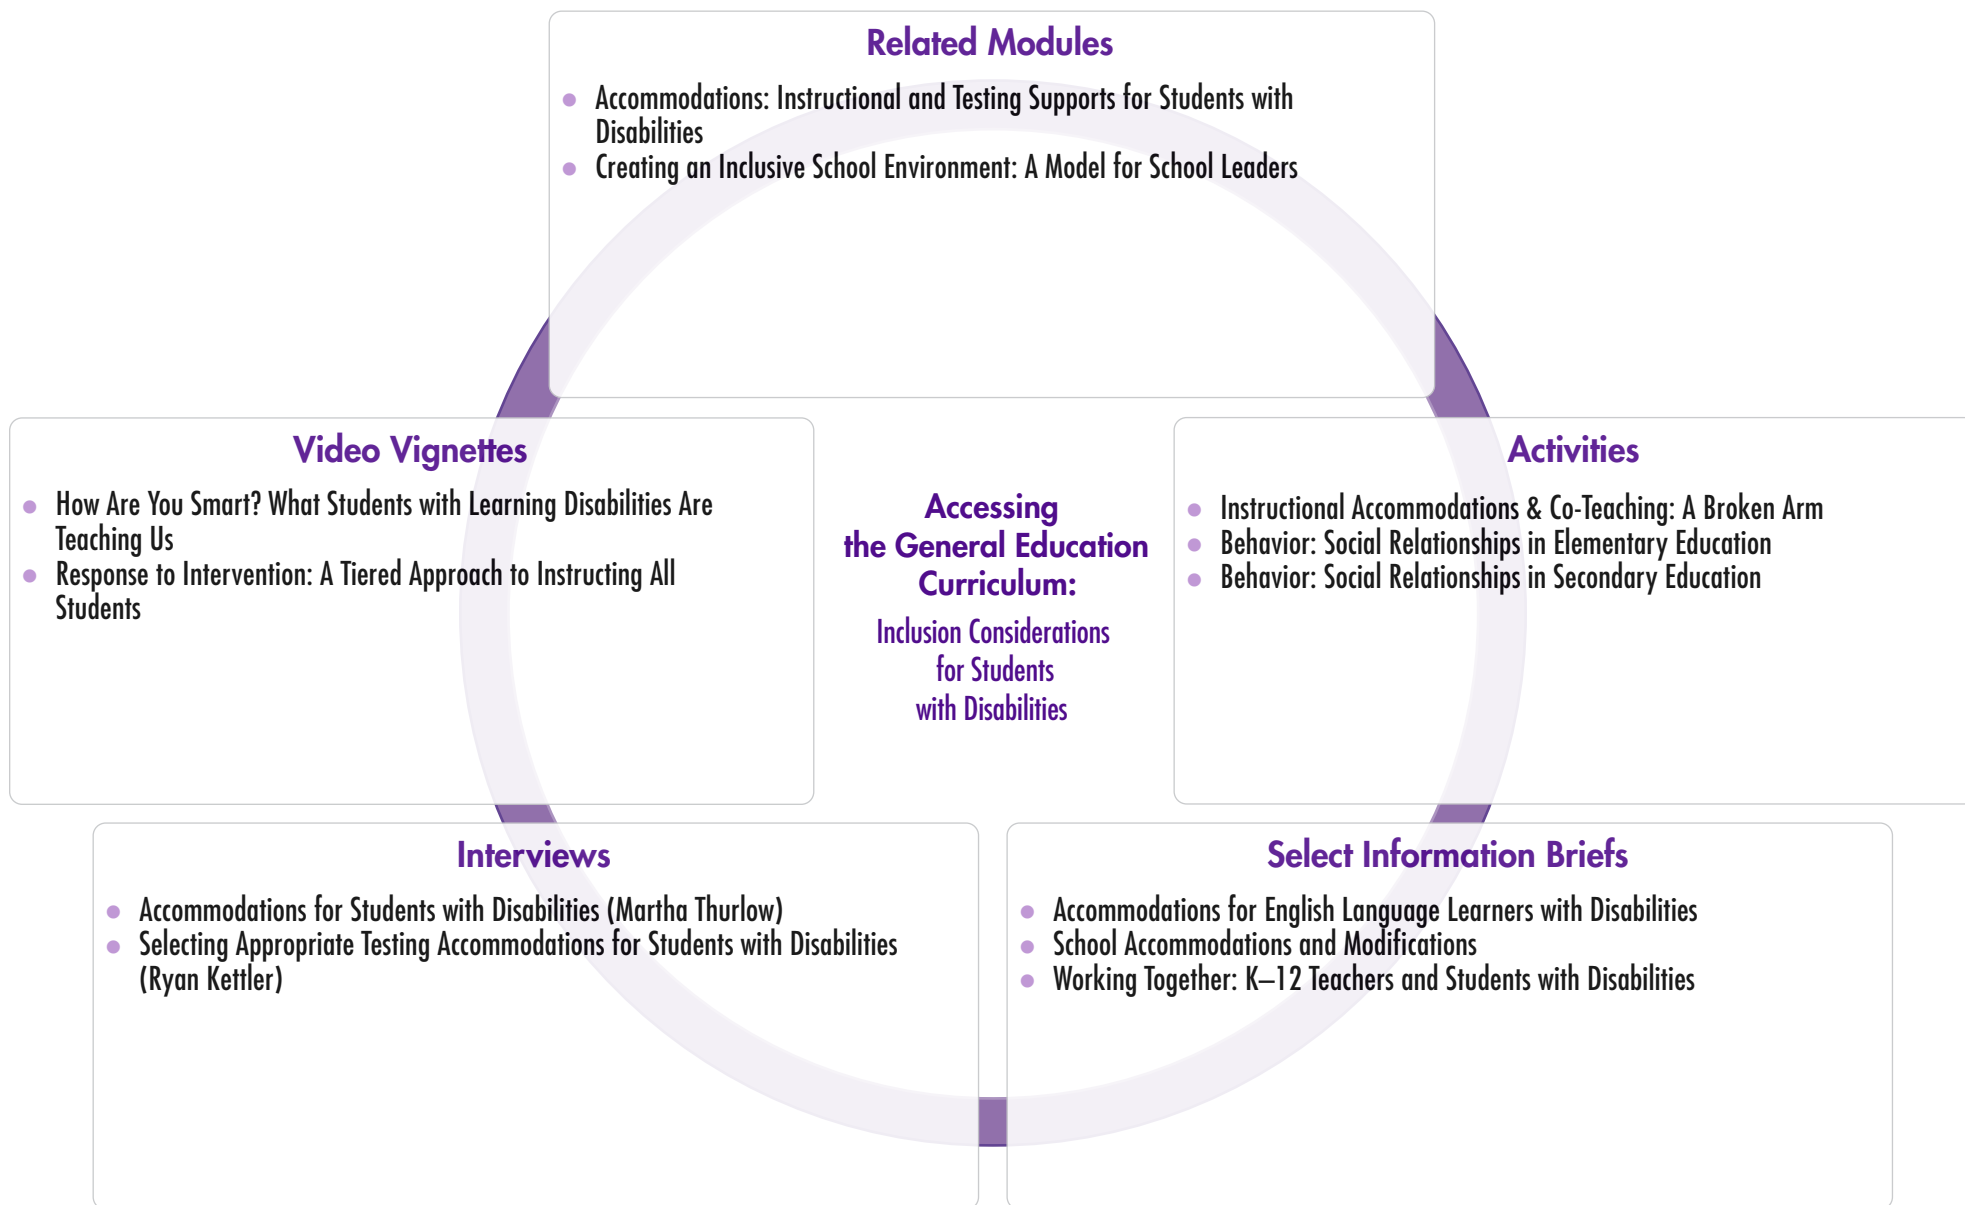 Related Modules
Accommodations: Instructional and Testing Supports for Students with
Disabilities
Creating an Inclusive School Environment: A Model for School Leaders
Video Vignettes
How Are You Smart? What Students with Learning Disabilities Are
Teaching Us
Response to Intervention: A Tiered Approach to Instructing All
Students
Accessing
the General Education
Curriculum:
Inclusion Considerations
for Students
with Disabilities
Activities
Instructional Accommodations & Co-Teaching: A Broken Arm
Behavior: Social Relationships in Elementary Education
Behavior: Social Relationships in Secondary Education
Interviews
Accommodations for Students with Disabilities (Martha Thurlow)
Selecting Appropriate Testing Accommodations for Students with Disabilities
(Ryan Kettler)
Select Information Briefs
Accommodations for English Language Learners with Disabilities
School Accommodations and Modifications
Working Together: K–12 Teachers and Students with Disabilities